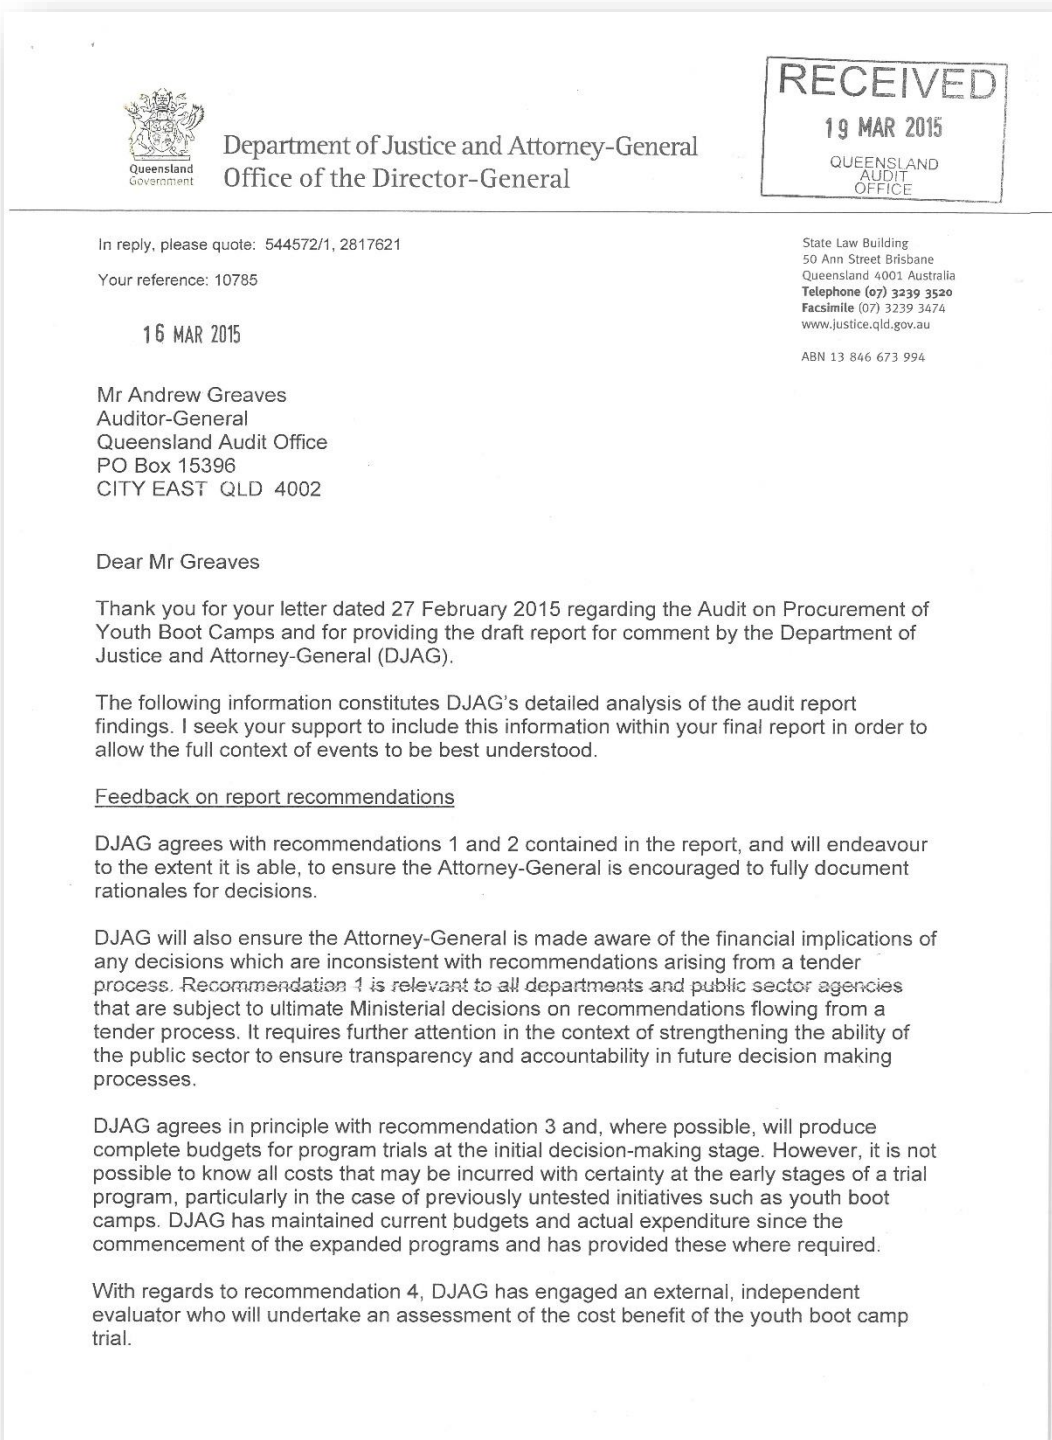 RECEIVED
19 MAR 2015
QUEENSLAND
AUDIT
OFFICE
Queensland
Government
Department of Justice and Attorney-General
Office of the Director-General
In reply, please quote: 544572/1, 2817621
Your reference: 10785
16 MAR 2015
State Law Building
50 Ann Street Brisbane
Queensland 4001 Australia
Telephone (07) 3239 3520
Facsimile (07) 3239 3474
www.justice.qld.gov.au
ABN 13 846 673 994
Mr Andrew Greaves
Auditor-General
Queensland Audit Office
PO Box 15396
CITY EAST QLD 4002
Dear Mr Greaves
Thank you for your letter dated 27 February 2015 regarding the Audit on Procurement of
Youth Boot Camps and for providing the draft report for comment by the Department of
Justice and Attorney-General (DJAG).
The following information constitutes DJAG's detailed analysis of the audit report
findings. I seek your support to include this information within your final report in order to
allow the full context of events to be best understood.
Feedback on report recommendations
DJAG agrees with recommendations 1 and 2 contained in the report, and will endeavour
to the extent it is able, to ensure the Attorney-General is encouraged to fully document
rationales for decisions.
DJAG will also ensure the Attorney-General is made aware of the financial implications of
any decisions which are inconsistent with recommendations arising from a tender
process. Recommendation 1 is relevant to all departments and public sector agencies
that are subject to ultimate Ministerial decisions on recommendations flowing from a
tender process. It requires further attention in the context of strengthening the ability of
the public sector to ensure transparency and accountability in future decision making
processes.
DJAG agrees in principle with recommendation 3 and, where possible, will produce
complete budgets for program trials at the initial decision-making stage. However, it is not
possible to know all costs that may be incurred with certainty at the early stages of a trial
program, particularly in the case of previously untested initiatives such as youth boot
camps. DJAG has maintained current budgets and actual expenditure since the
commencement of the expanded programs and has provided these where required.
With regards to recommendation 4, DJAG has engaged an external, independent
evaluator who will undertake an assessment of the cost benefit of the youth boot camp
trial.